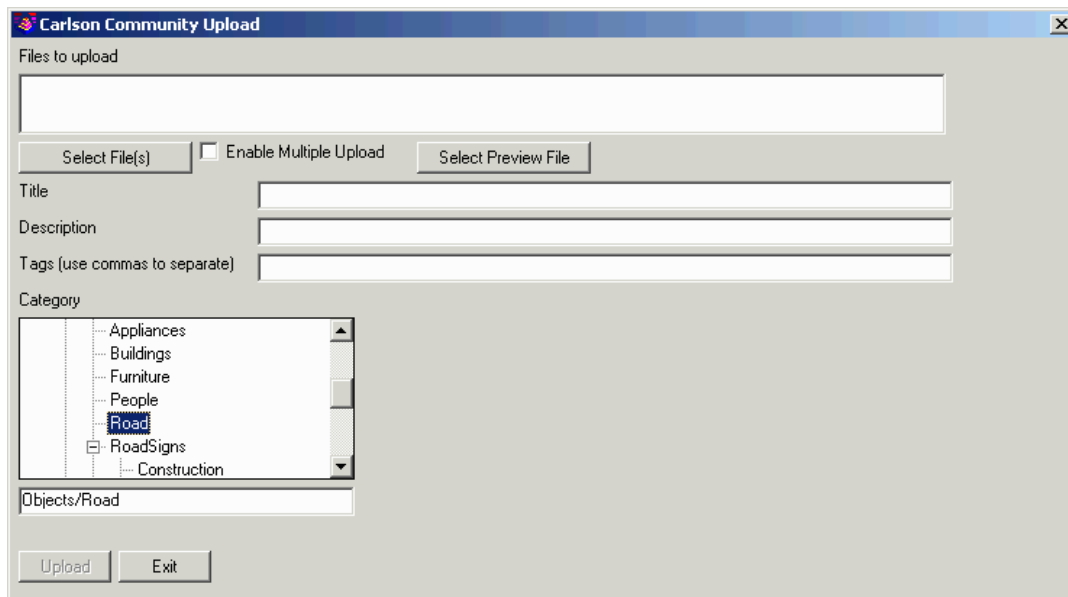 Carlson Community Upload
Files to upload
Select File(s) Enable Multiple Upload Select Preview File
Title
Description
Tags (use commas to separate)
Category
Appliances
Buildings
Furniture
People
Road
RoadSigns
Construction
Objects/Road
Upload Exit